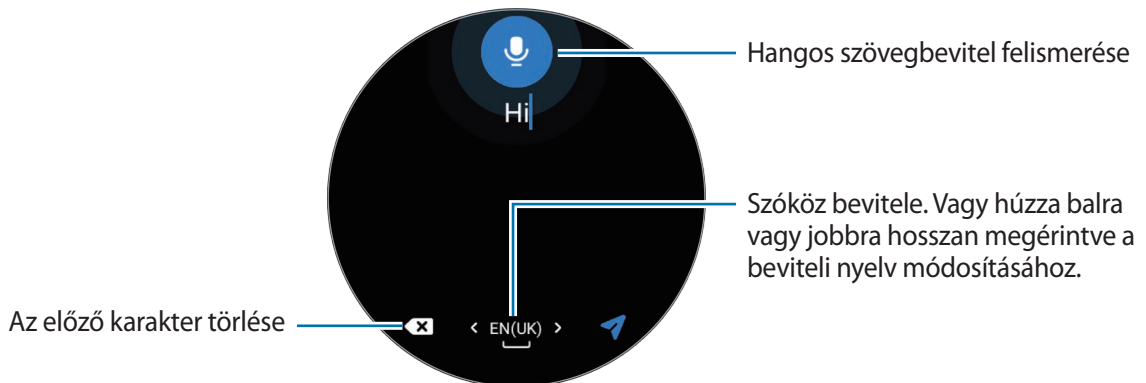 Hangos szövegbevitel felismerése
Hi
Szóköz bevitele. Vagy húzza balra
vagy jobbra hosszan megérintve a
beviteli nyelv módosításához.
Az előző karakter törlése
< EN(UK) >